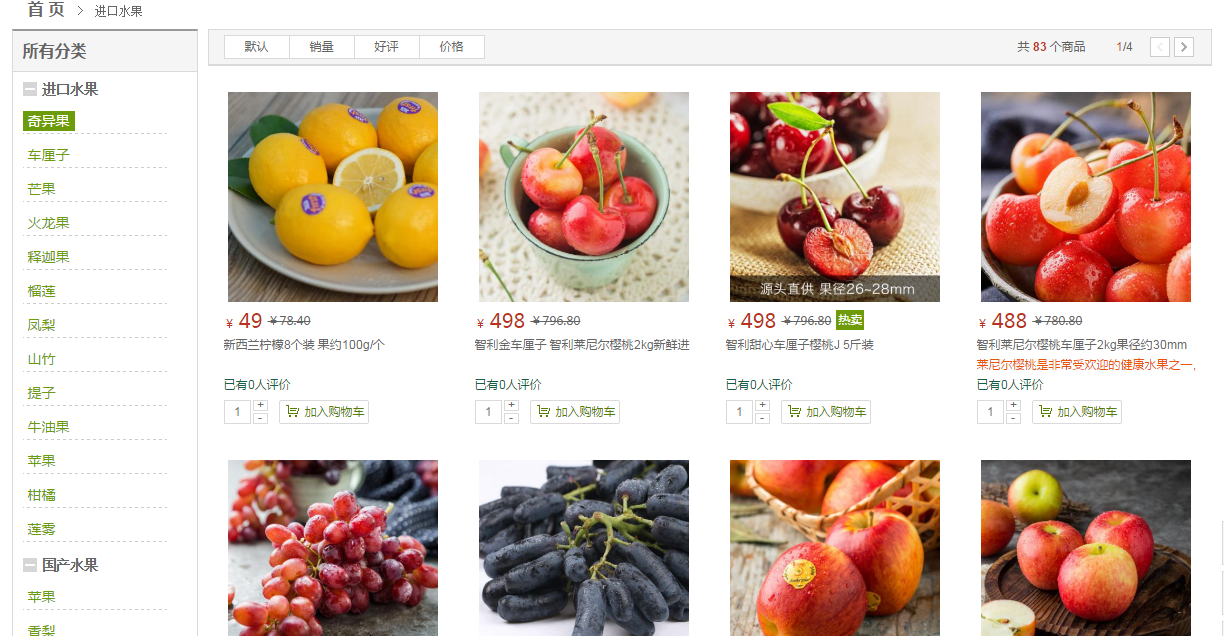 首页 > 进口水果
所有分类
进口水果
奇异果
车厘子
芒果
火龙果
释迦果
榴莲
凤梨
山竹
提子
牛油果
苹果
柑橘
莲雾
国产水果
苹果
香梨
默认 销量 好评 价格
共 83 个商品 1/4 < >
源头直供 果径26~28mm
¥ 49 ¥78.40
新西兰柠檬8个装 果约100g/个
已有0人评价
1 + - 加入购物车
¥ 498 ¥796.80
智利金车厘子 智利莱尼尔樱桃2kg新鲜进
已有0人评价
1 + - 加入购物车
¥ 498 ¥796.80 热卖
智利甜心车厘子樱桃J 5斤装
已有0人评价
1 + - 加入购物车
¥ 488 ¥780.80
智利莱尼尔樱桃车厘子2kg果径约30mm
莱尼尔樱桃是非常受欢迎的健康水果之一,
已有0人评价
1 + - 加入购物车